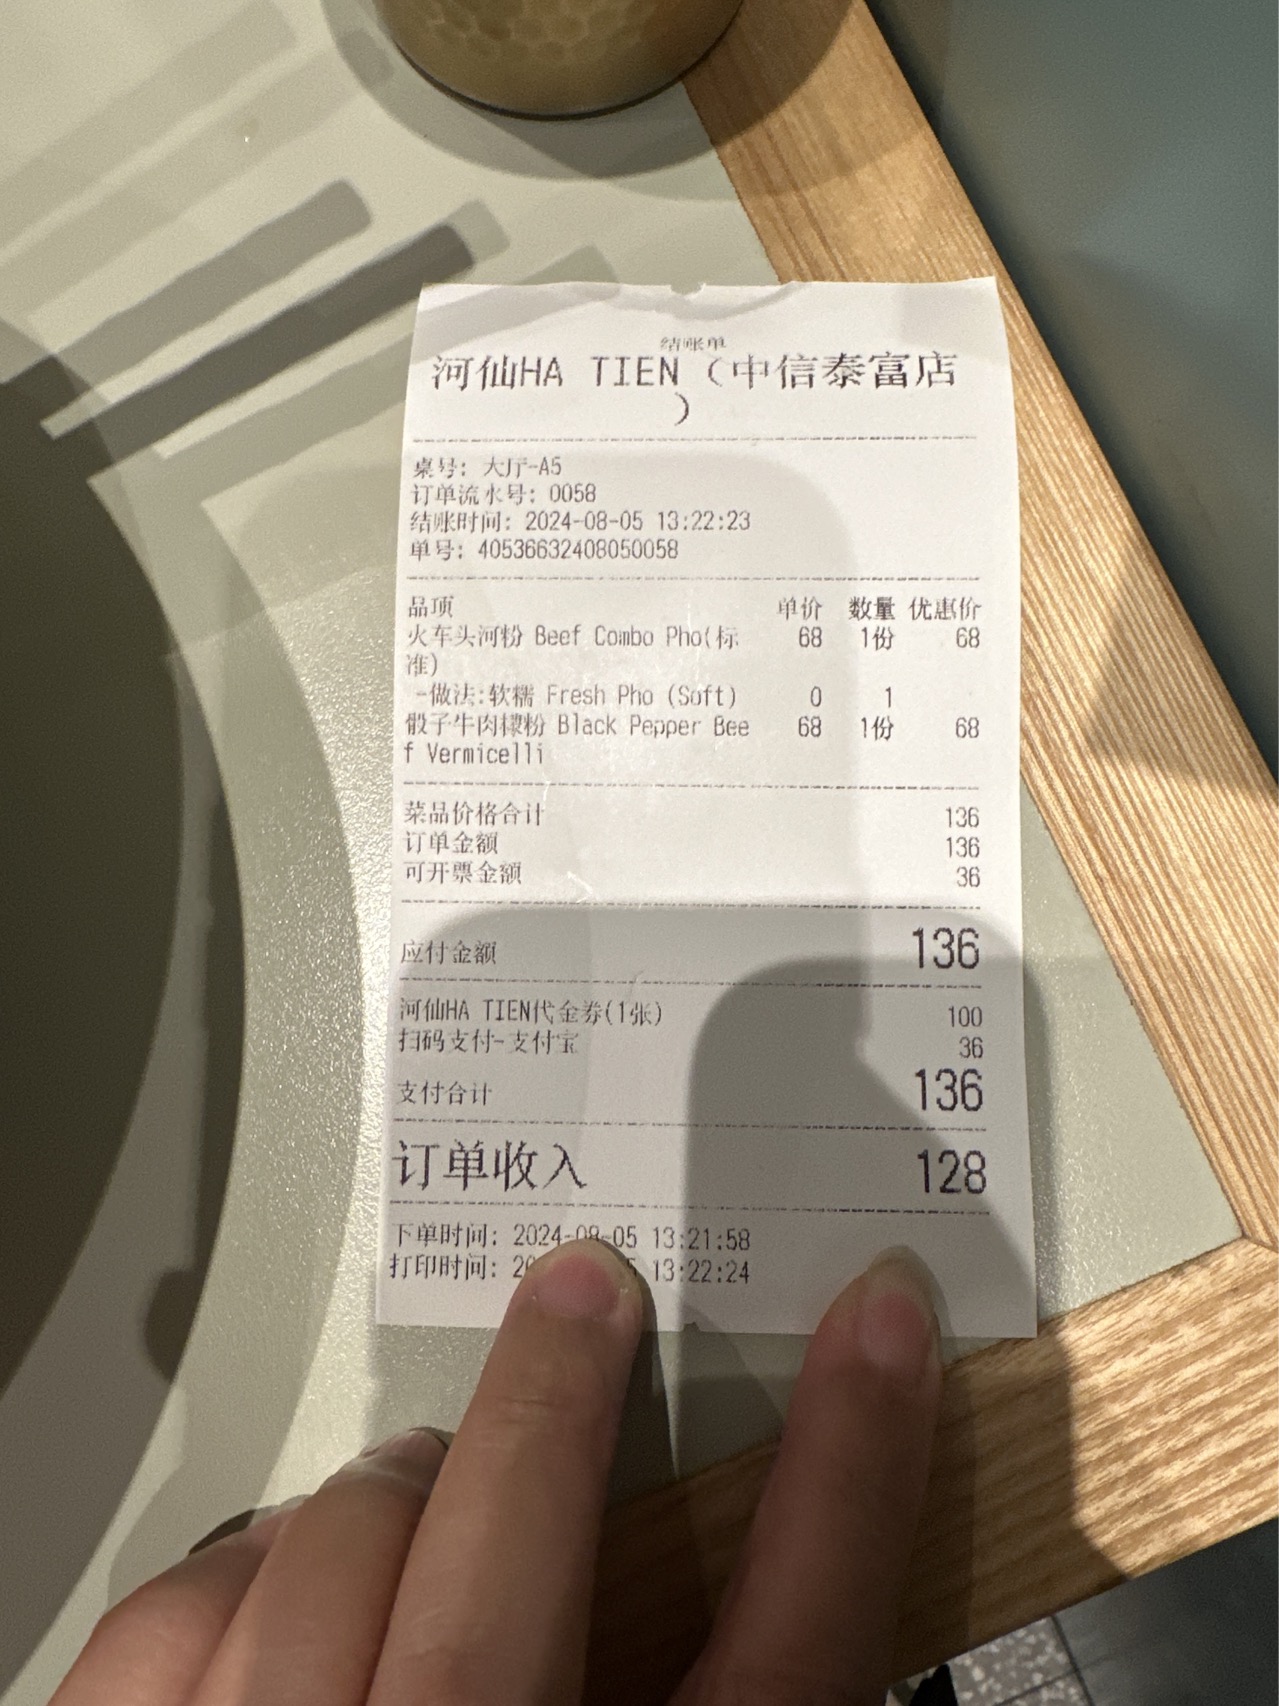 结账单
河仙HA TIEN（中信泰富店
）
桌号: 大厅-A5
订单流水号: 0058
结账时间: 2024-08-05 13:22:23
单号: 40536632408050058
品项 单价 数量 优惠价
火车头河粉 Beef Combo Pho(标 68 1份 68
准)
-做法:软糯 Fresh Pho (Soft) 0 1
骰子牛肉檬粉 Black Pepper Bee 68 1份 68
f Vermicelli
菜品价格合计 136
订单金额 136
可开票金额 36
应付金额 136
河仙HA TIEN代金券(1张) 100
扫码支付-支付宝 36
支付合计 136
订单收入 128
下单时间: 2024-08-05 13:21:58
打印时间: 13:22:24